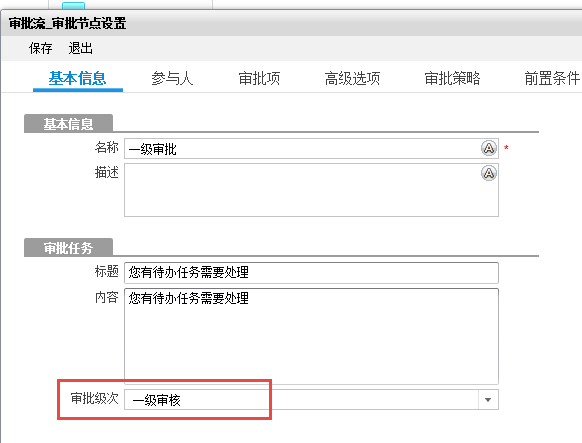 审批流_审批节点设置
保存 退出
基本信息 参与人 审批项 高级选项 审批策略 前置条件
基本信息
名称 一级审批 A *
描述 A
审批任务
标题 您有待办任务需要处理
内容 您有待办任务需要处理
审批级次 一级审核